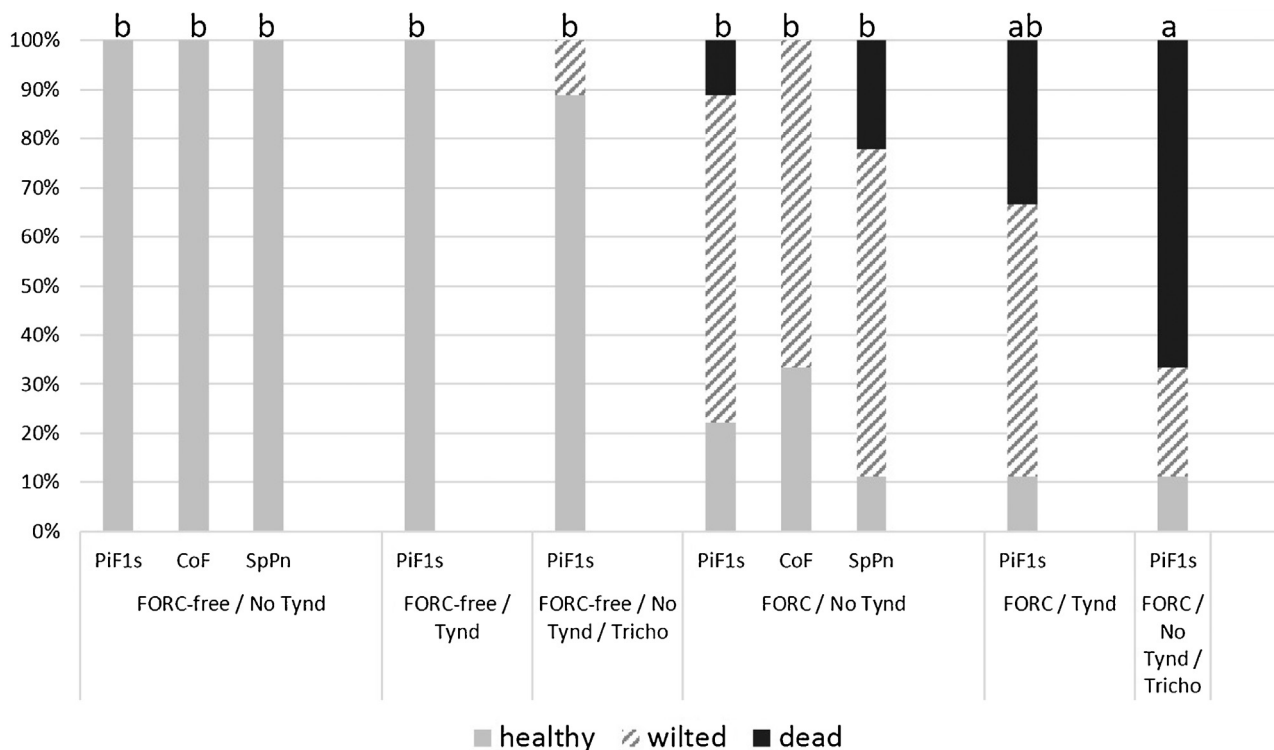 b b b b b b b b ab a
100%
90%
80%
70%
60%
50%
40%
30%
20%
10%
0%
PiF1s CoF SpPn PiF1s PiF1s PiF1s CoF SpPn PiF1s PiF1s
FORC-free / No Tynd
FORC-free /
Tynd
FORC-free / No
Tynd / Tricho
FORC / No Tynd
FORC / Tynd
FORC /
No
Tynd /
Tricho
healthy wilted dead